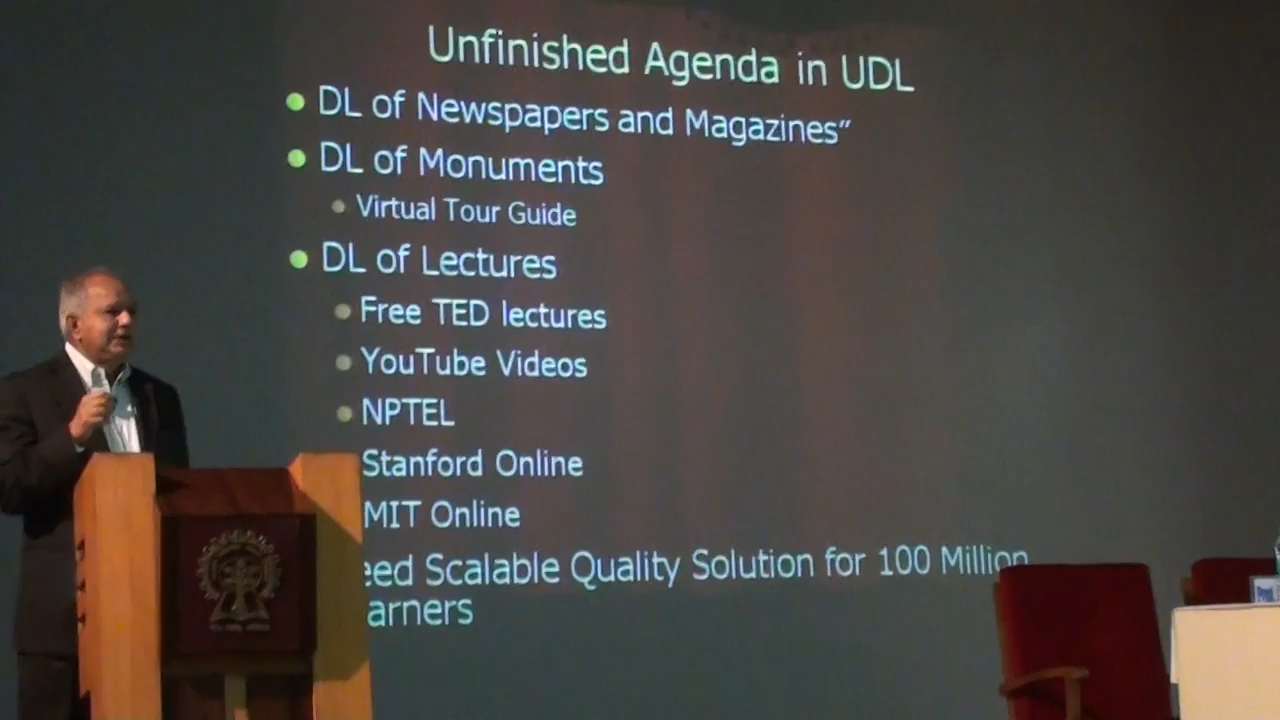 Unfinished Agenda in UDL
DL of Newspapers and Magazines”
DL of Monuments
Virtual Tour Guide
DL of Lectures
Free TED lectures
YouTube Videos
NPTEL
Stanford Online
MIT Online
eed Scalable Quality Solution for 100 Million
arners